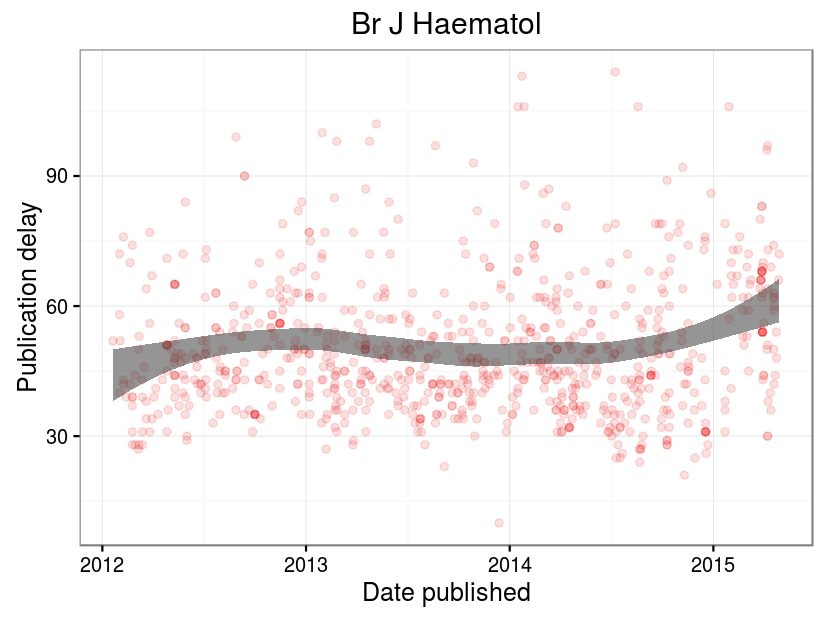 Br J Haematol
Publication delay
90
60
30
2012 2013 2014 2015
Date published